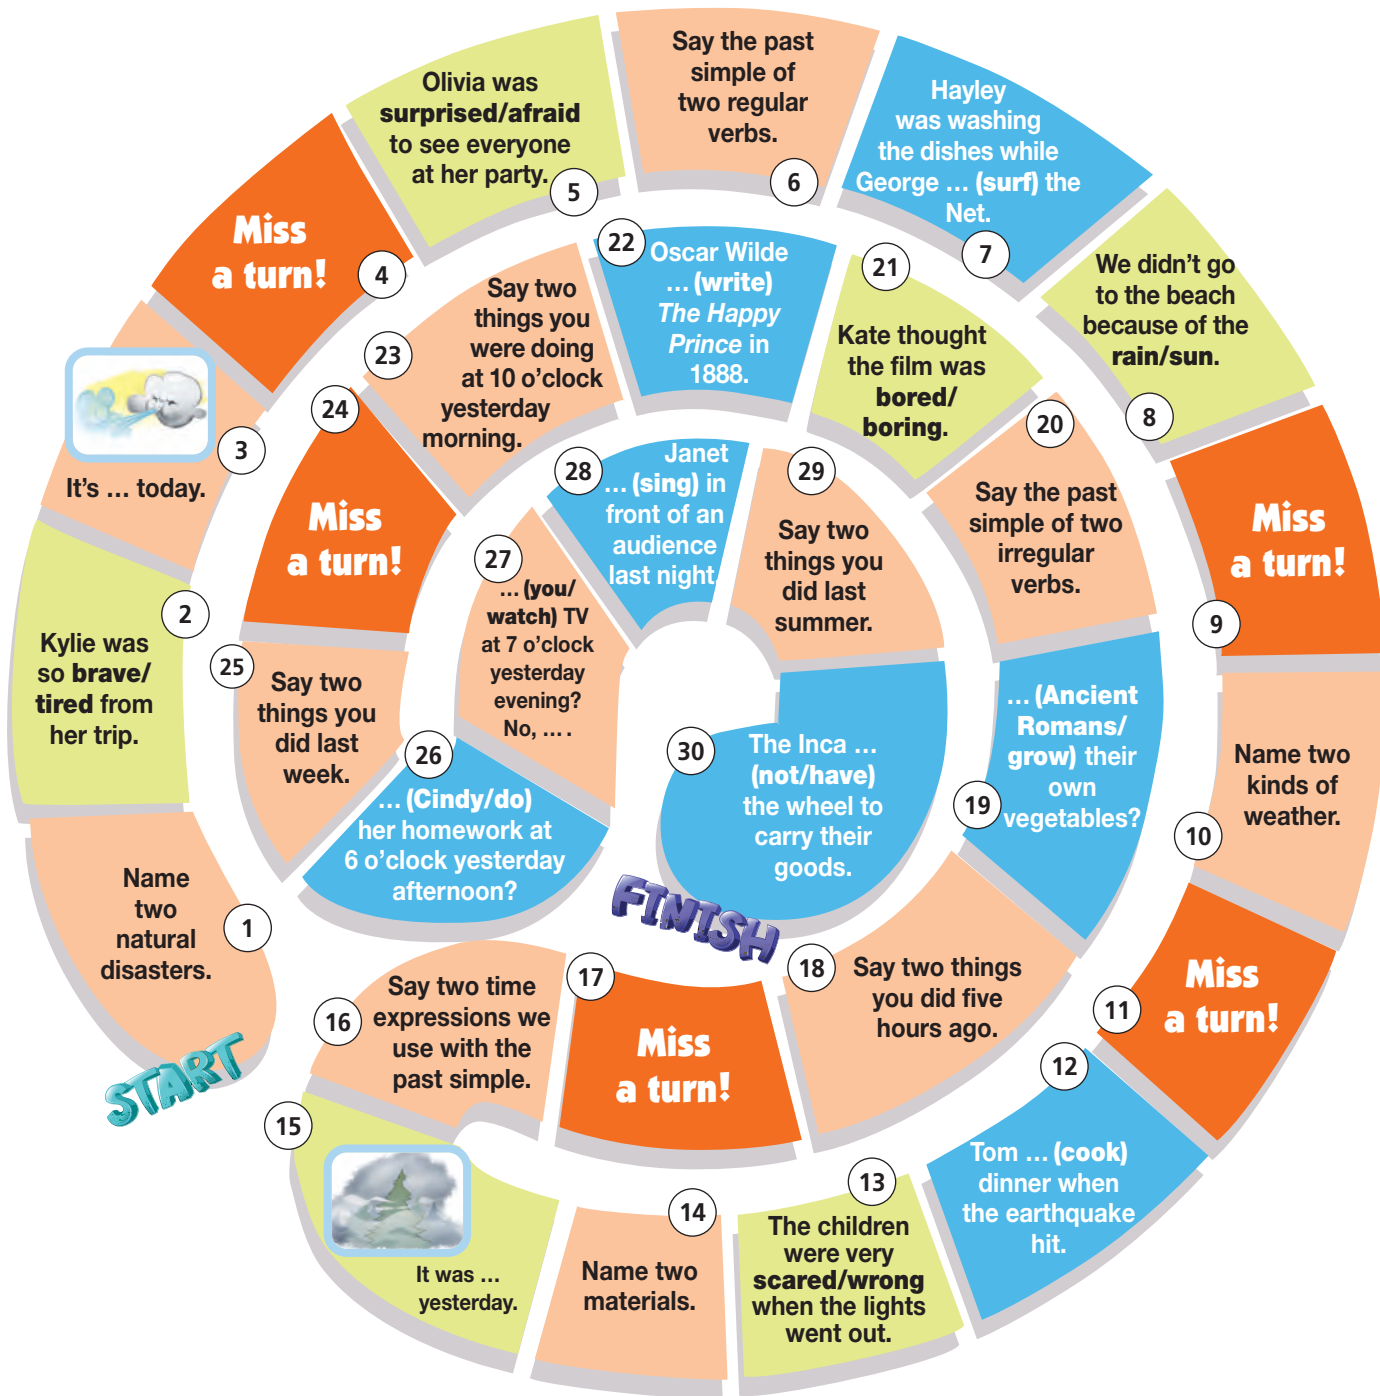 START
1
Name
two
natural
disasters.
2
Kylie was
so brave/
tired from
her trip.
3
It's … today.
4
Miss
a turn!
5
Olivia was
surprised/afraid
to see everyone
at her party.
6
Say the past
simple of
two regular
verbs.
7
Hayley
was washing
the dishes while
George … (surf) the
Net.
8
We didn't go
to the beach
because of the
rain/sun.
9
Miss
a turn!
10
Name two
kinds of
weather.
11
Miss
a turn!
12
Tom … (cook)
dinner when
the earthquake
hit.
13
The children
were very
scared/wrong
when the lights
went out.
14
Name two
materials.
15
It was …
yesterday.
16
Say two time
expressions we
use with the
past simple.
17
Miss
a turn!
18
Say two things
you did five
hours ago.
19
… (Ancient
Romans/
grow) their
own
vegetables?
20
Say the past
simple of two
irregular
verbs.
21
Kate thought
the film was
bored/
boring.
22
Oscar Wilde
… (write)
The Happy
Prince in
1888.
23
Say two
things you
were doing
at 10 o'clock
yesterday
morning.
24
Miss
a turn!
25
Say two
things you
did last
week.
26
… (Cindy/do)
her homework at
6 o'clock yesterday
afternoon?
27
… (you/
watch) TV
at 7 o'clock
yesterday
evening?
No, … .
28
Janet
… (sing) in
front of an
audience
last night.
29
Say two
things you
did last
summer.
30
The Inca …
(not/have)
the wheel to
carry their
goods.
FINISH